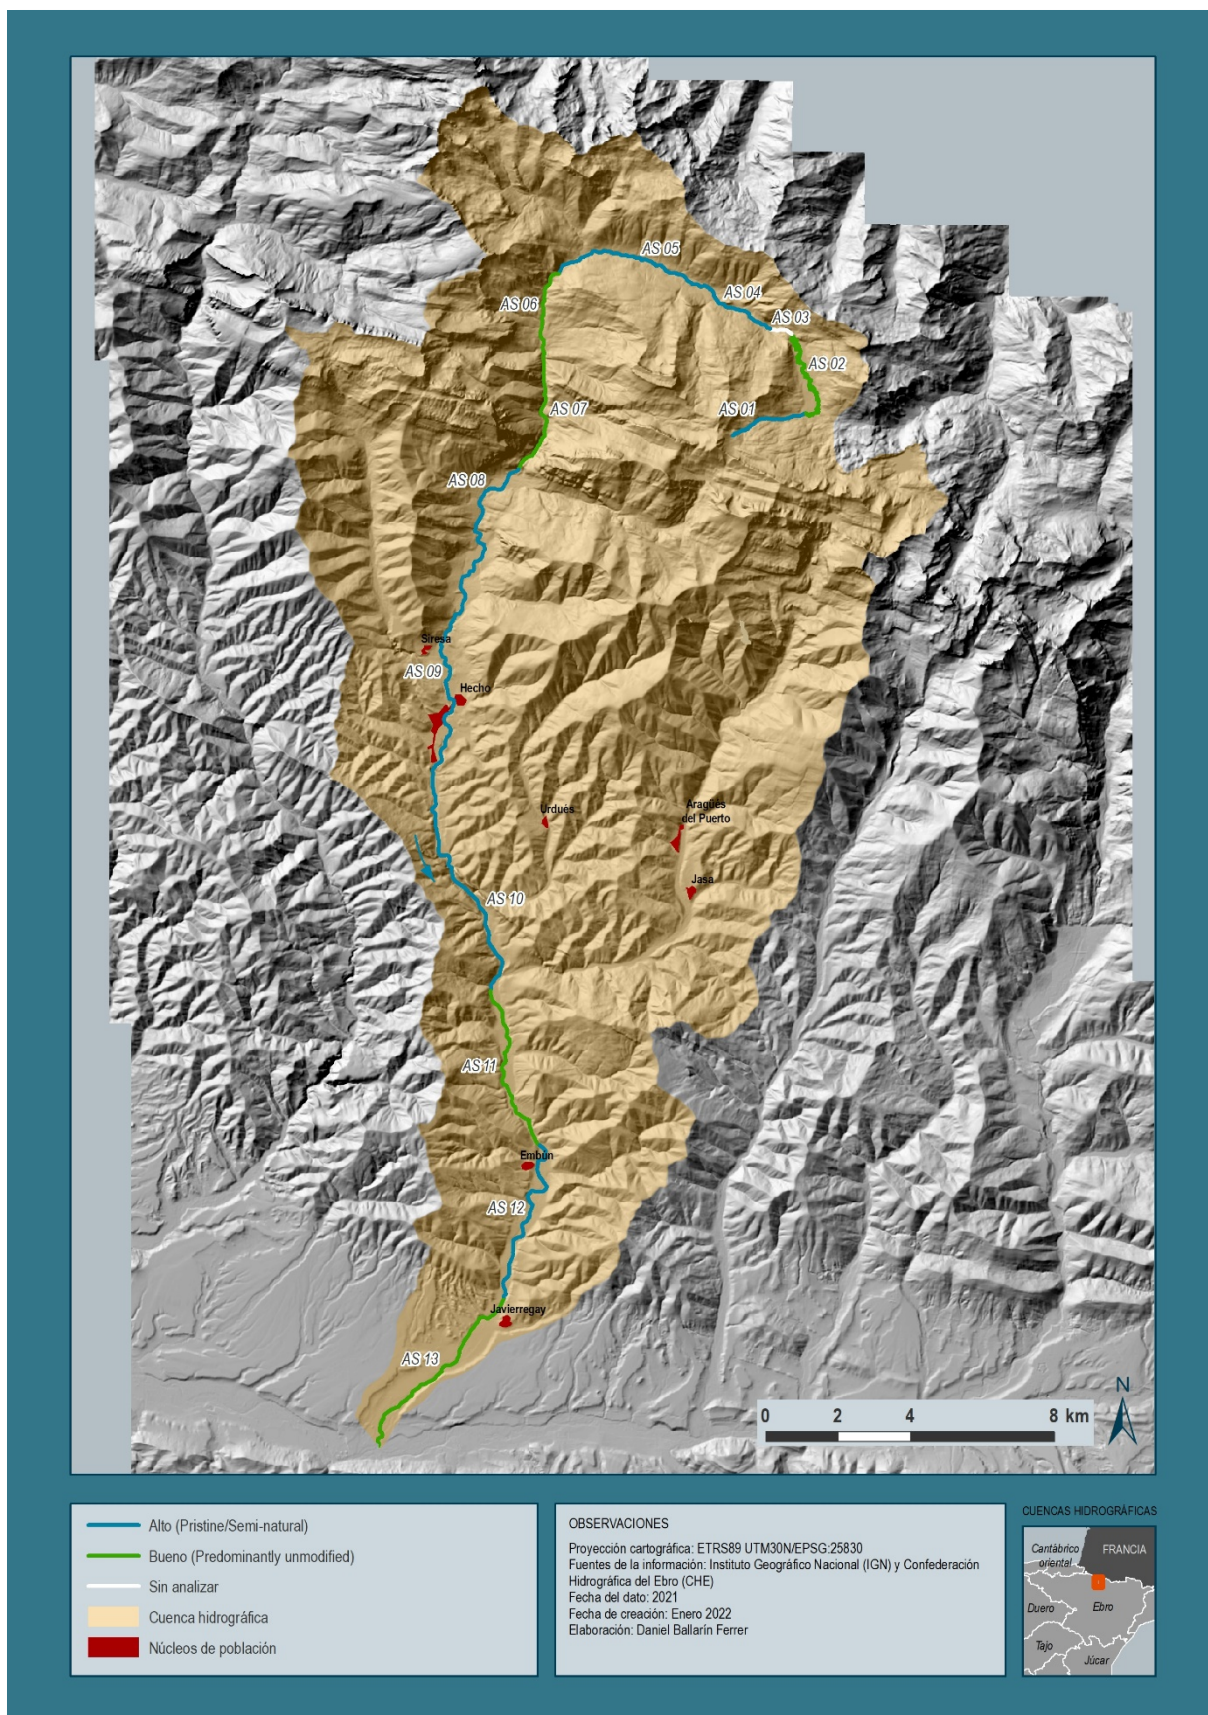 AS 05
AS 04
AS 03
AS 06
AS 02
AS 01
AS 07
AS 08
Siresa
AS 09
Hecho
Urdués
Aragüés
del Puerto
Jasa
AS 10
AS 11
Embún
AS 12
Javierregay
AS 13
N
0 2 4 8 km
Alto (Pristine/Semi-natural)
Bueno (Predominantly unmodified)
Sin analizar
Cuenca hidrográfica
Núcleos de población
OBSERVACIONES
Proyección cartográfica: ETRS89 UTM30N/EPSG:25830
Fuentes de la información: Instituto Geográfico Nacional (IGN) y Confederación
Hidrográfica del Ebro (CHE)
Fecha del dato: 2021
Fecha de creación: Enero 2022
Elaboración: Daniel Ballarín Ferrer
CUENCAS HIDROGRÁFICAS
Cantábrico
oriental
FRANCIA
Duero
Ebro
Tajo
Júcar